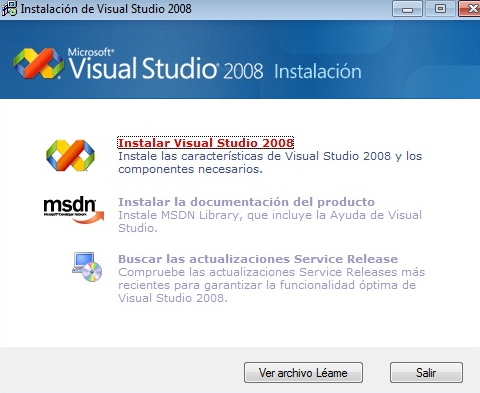 Instalación de Visual Studio 2008
Microsoft®
Visual Studio® 2008 Instalación
Instalar Visual Studio 2008
Instale las características de Visual Studio 2008 y los
componentes necesarios.
msdn
Microsoft Developer Network
Instalar la documentación del producto
Instale MSDN Library, que incluye la Ayuda de Visual
Studio.
Buscar las actualizaciones Service Release
Compruebe las actualizaciones Service Releases más
recientes para garantizar la funcionalidad óptima de
Visual Studio 2008.
Ver archivo Léame
Salir